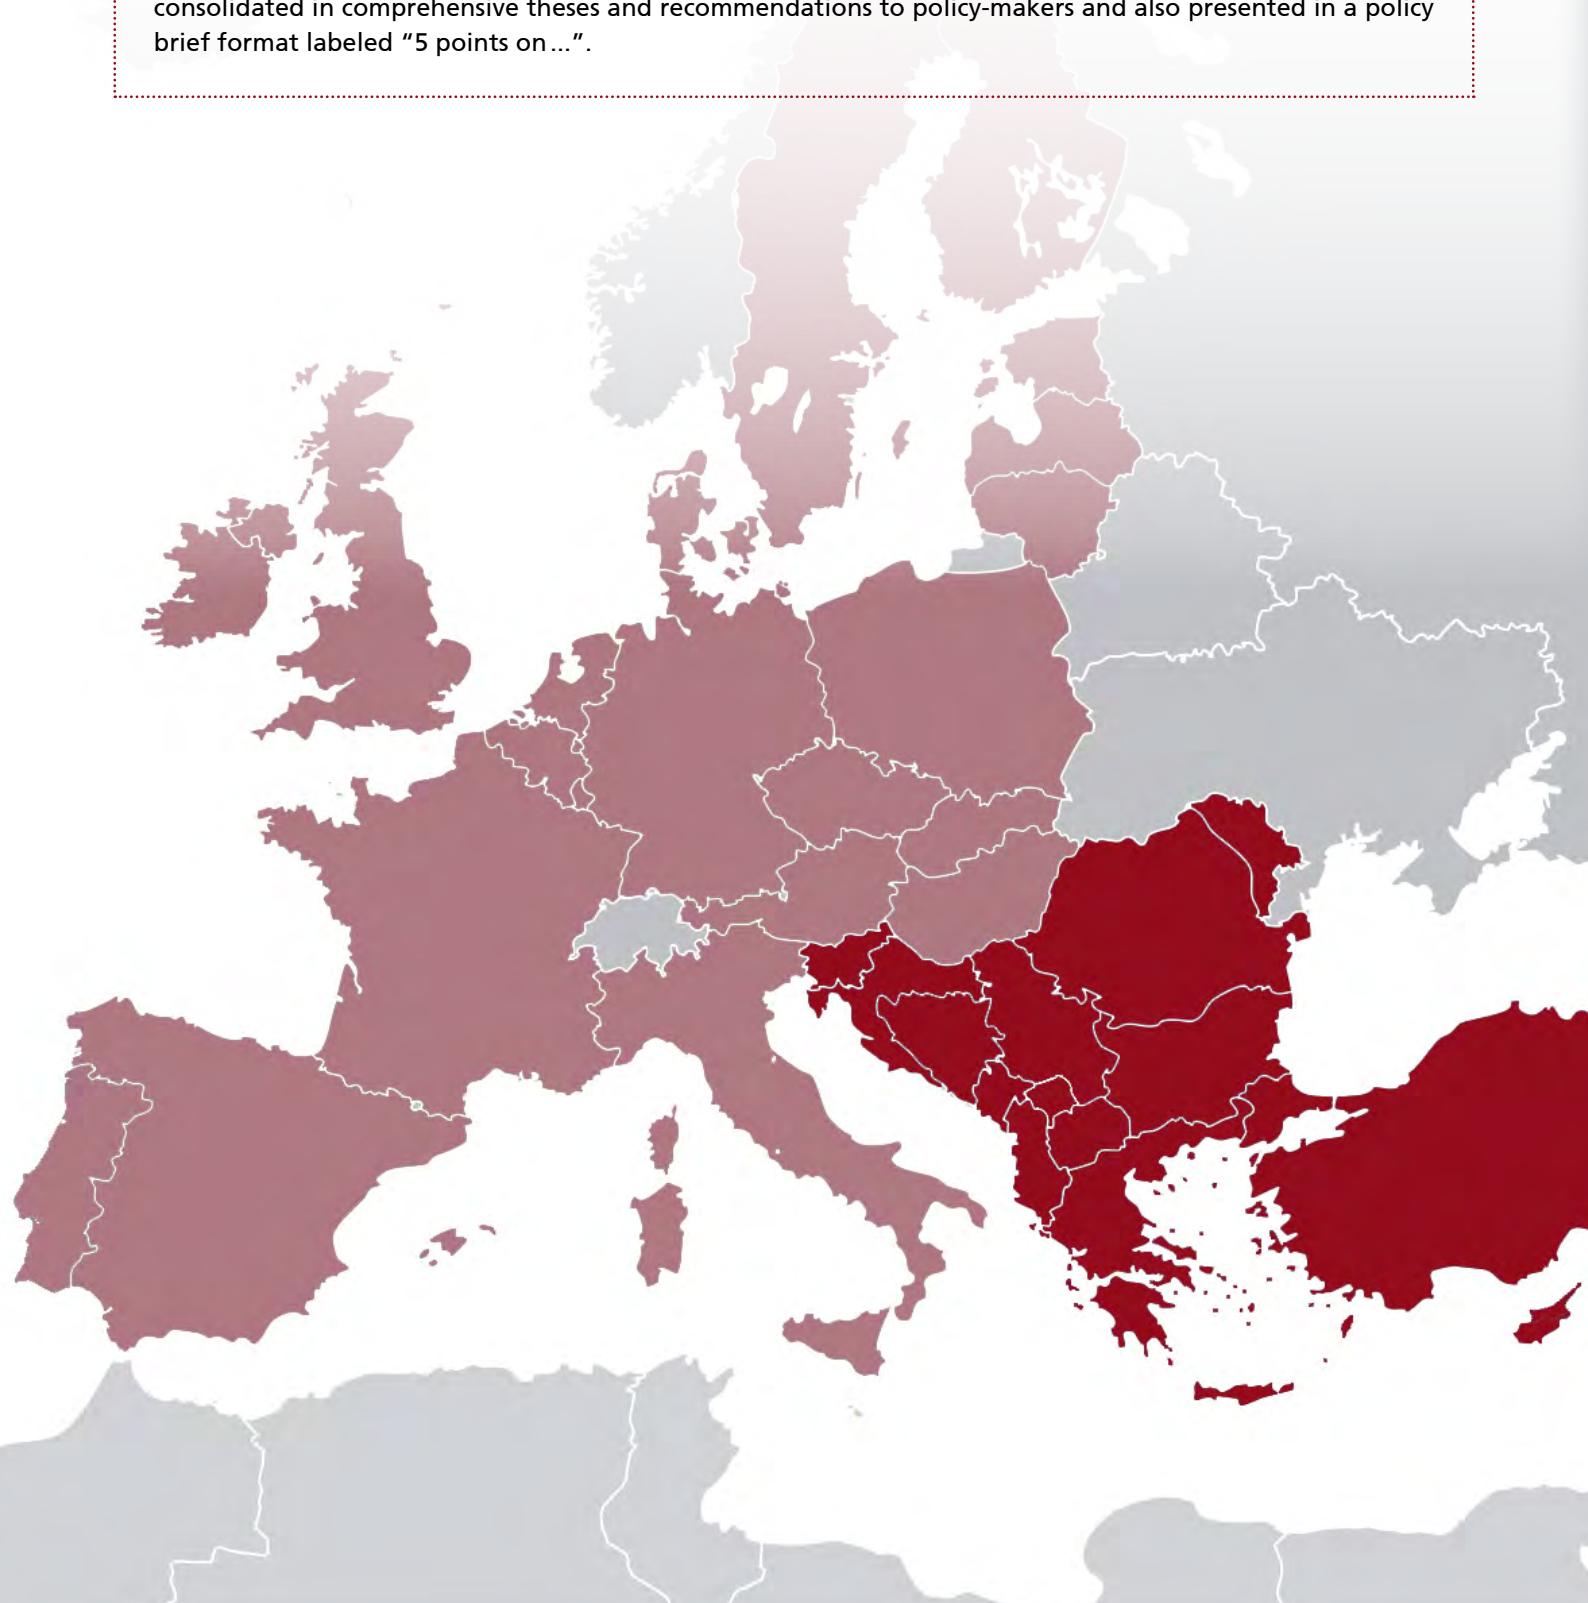 consolidated in comprehensive theses and recommendations to policy-makers and also presented in a policy
brief format labeled “5 points on ...”.